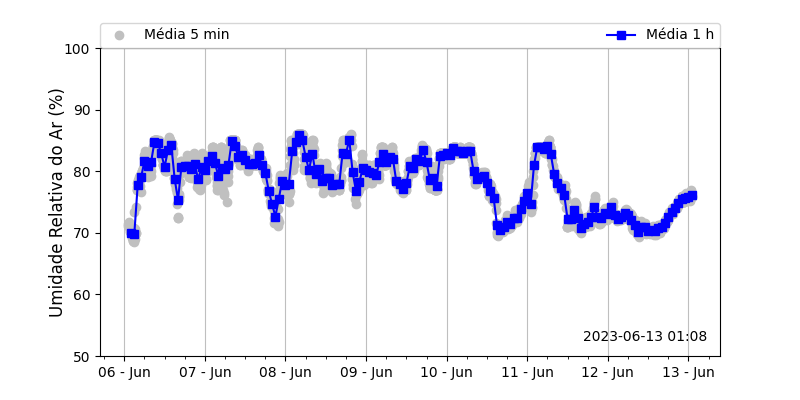 Média 5 min
Média 1 h
Umidade Relativa do Ar (%)
100
90
80
70
60
50
2023-06-13 01:08
06 - Jun
07 - Jun
08 - Jun
09 - Jun
10 - Jun
11 - Jun
12 - Jun
13 - Jun